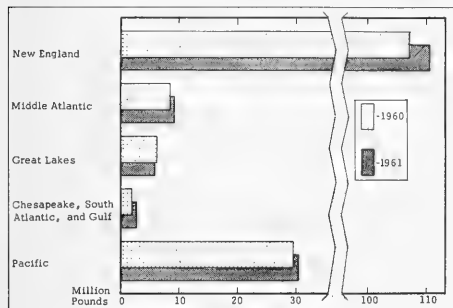 New England
Middle Atlantic
Great Lakes
Chesapeake, South
Atlantic, and Gulf
Pacific
-1960
-1961
Million
Pounds
0 10 20 30 100 110